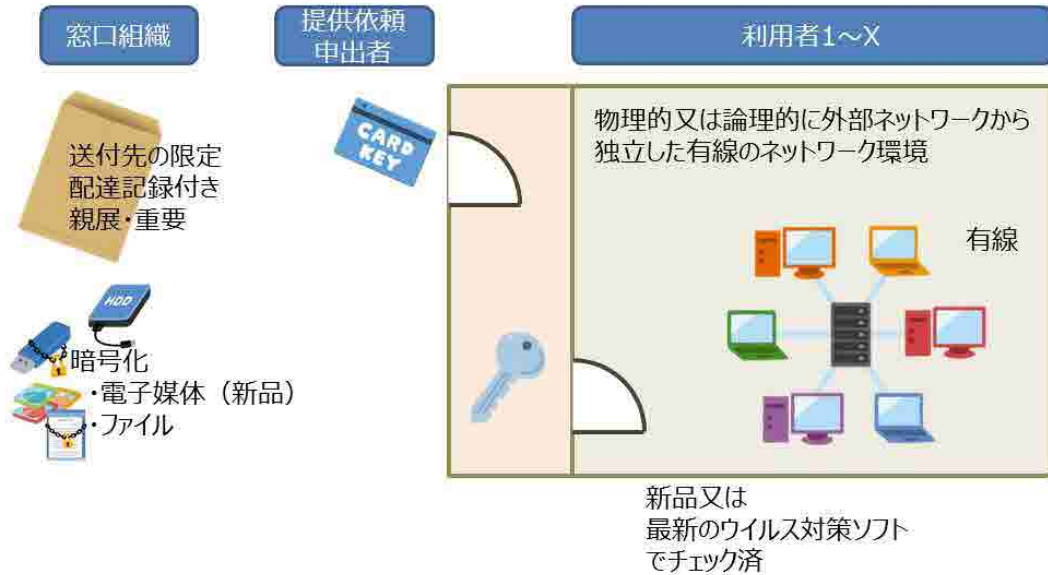 窓口組織
提供依頼
申出者
利用者1～X
送付先の限定
配達記録付き
親展・重要
CARD
KEY
物理的又は論理的に外部ネットワークから
独立した有線のネットワーク環境
有線
HDD
暗号化
・電子媒体（新品）
・ファイル
新品又は
最新のウイルス対策ソフト
でチェック済